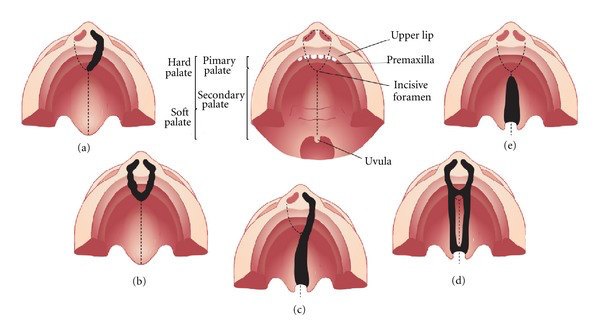 Upper lip
Hard
palate
Pimary
palate
Premaxilla
Secondary
palate
Incisive
foramen
Soft
palate
Uvula
(a)
(e)
(b)
(c)
(d)